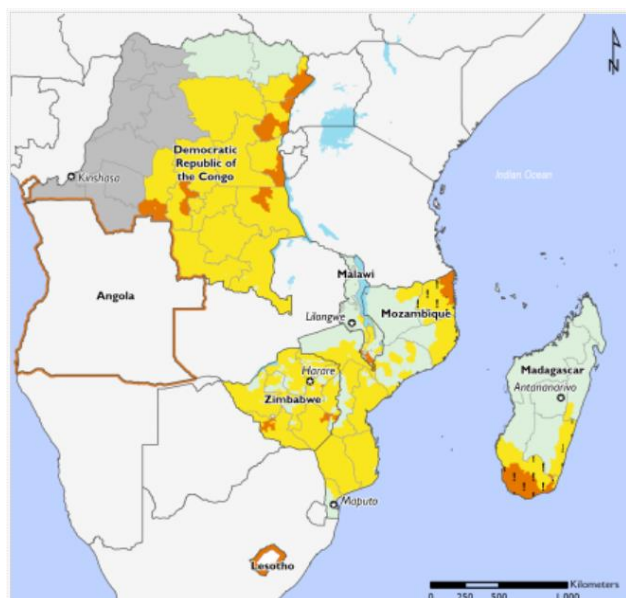 N
Democratic
Republic of
the Congo
Kinshasa
Indian Ocean
Angola
Malawi
Lilongwe
Mozambique
Harare
Zimbabwe
Madagascar
Antananarivo
Maputo
Lesotho
Kilometers
0 250 500 1,000